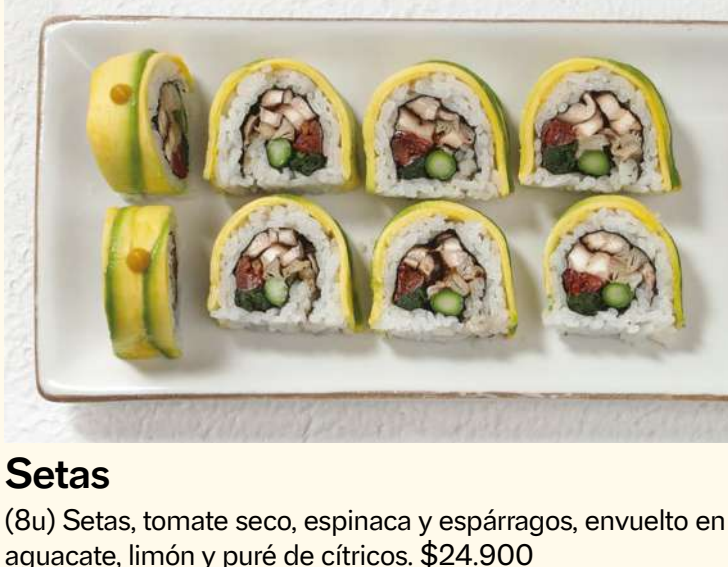 Setas
(8u) Setas, tomate seco, espinaca y espárragos, envuelto en
aguacate, limón y puré de cítricos. $24.900